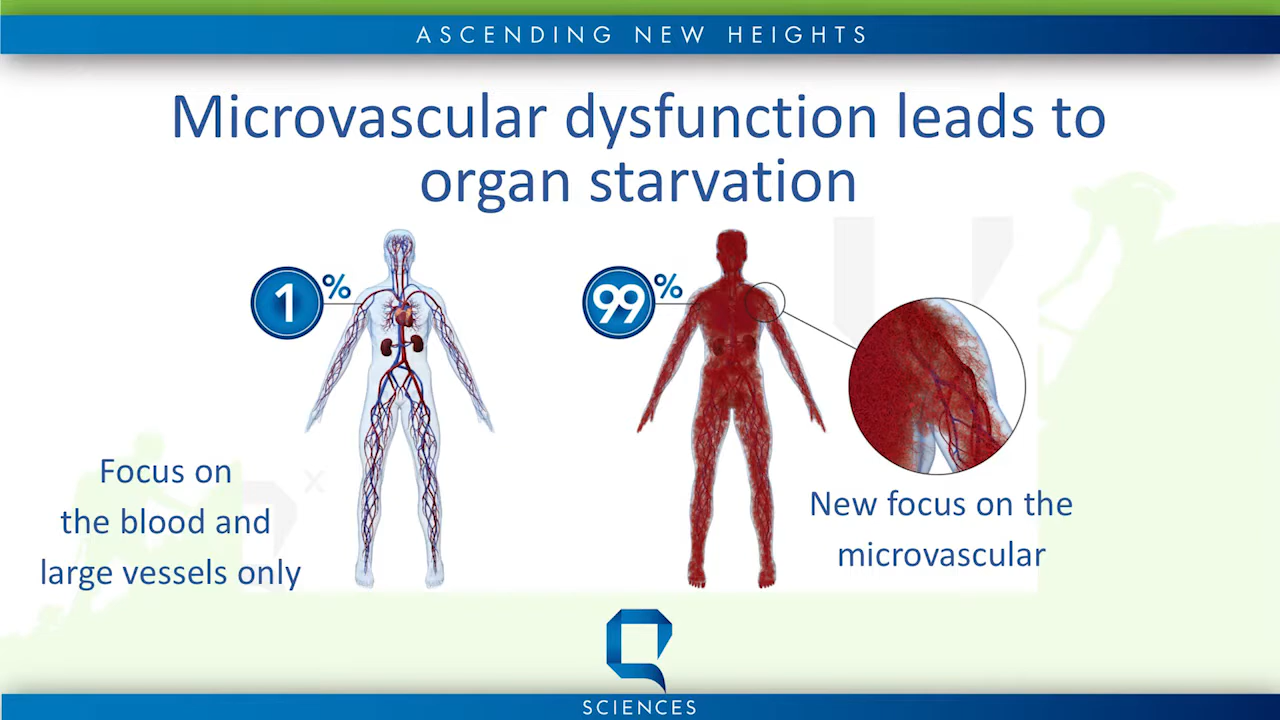 ASCENDING NEW HEIGHTS
Microvascular dysfunction leads to
organ starvation
1%
99%
Focus on
the blood and
large vessels only
New focus on the
microvascular
SCIENCES